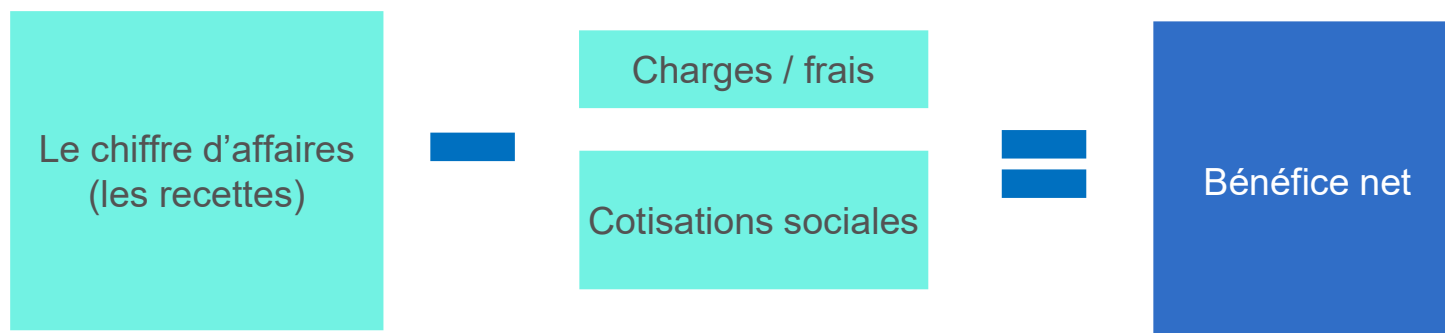 Le chiffre d’affaires
(les recettes)
Charges / frais
Cotisations sociales
Bénéfice net